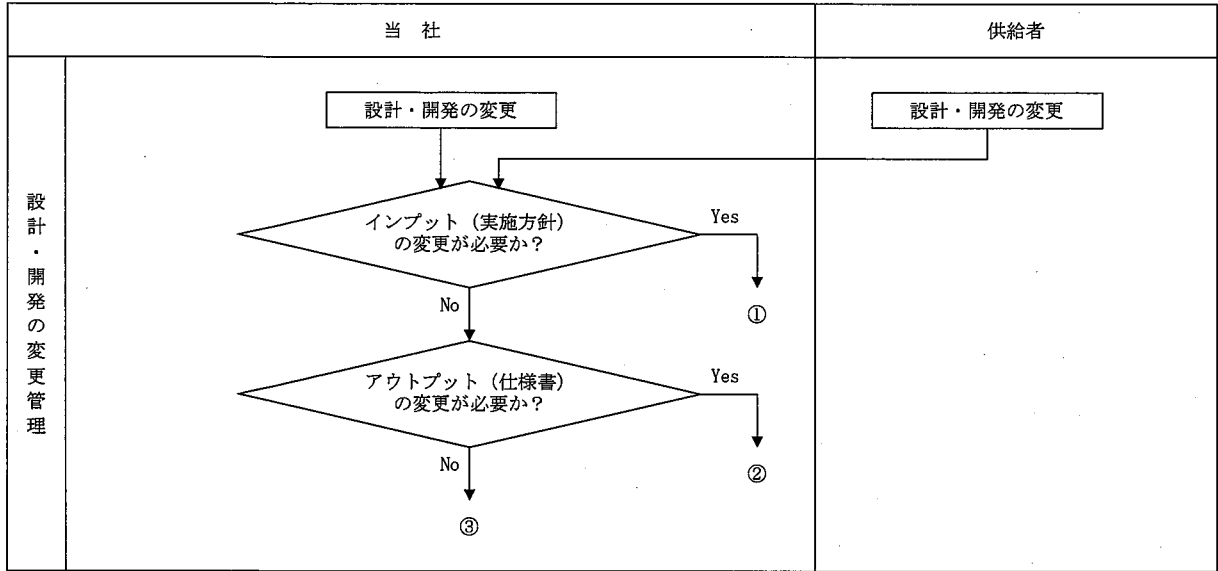 当 社
供給者
設計・開発の変更管理
設計・開発の変更
設計・開発の変更
インプット（実施方針）
の変更が必要か？
Yes
①
No
アウトプット（仕様書）
の変更が必要か？
Yes
②
No
③